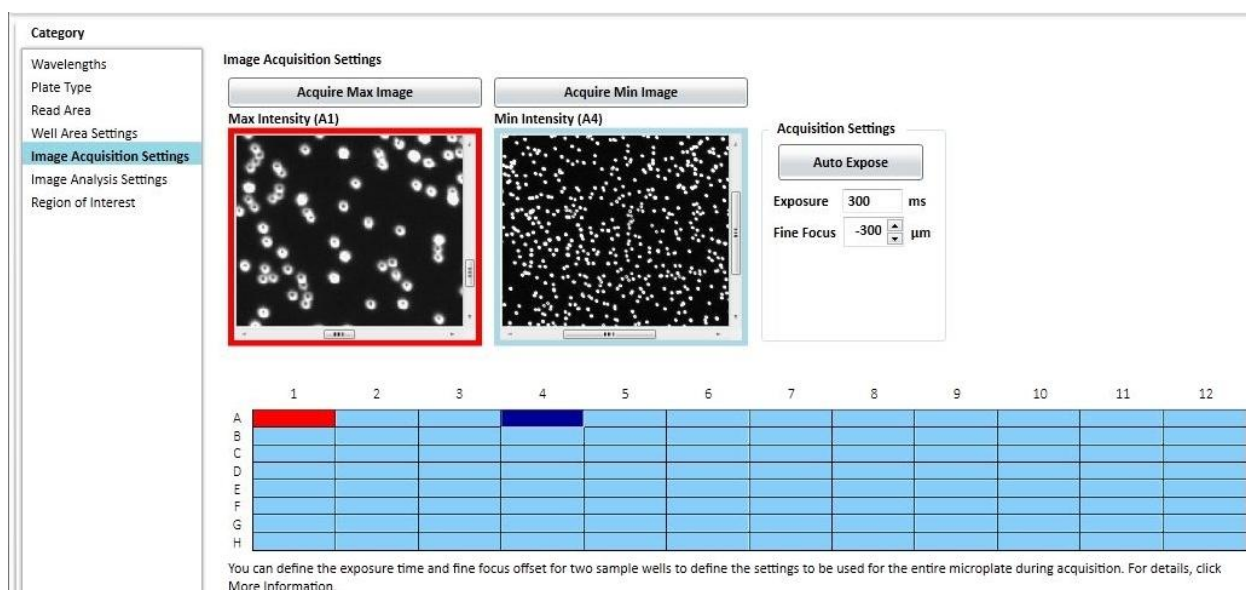 Category
Wavelengths
Plate Type
Read Area
Well Area Settings
Image Acquisition Settings
Image Analysis Settings
Region of Interest
Image Acquisition Settings
Acquire Max Image
Acquire Min Image
Max Intensity (A1)
Min Intensity (A4)
Acquisition Settings
Auto Expose
Exposure 300 ms
Fine Focus -300 µm
1 2 3 4 5 6 7 8 9 10 11 12
A
B
C
D
E
F
G
H
You can define the exposure time and fine focus offset for two sample wells to define the settings to be used for the entire microplate during acquisition. For details, click
More Information.